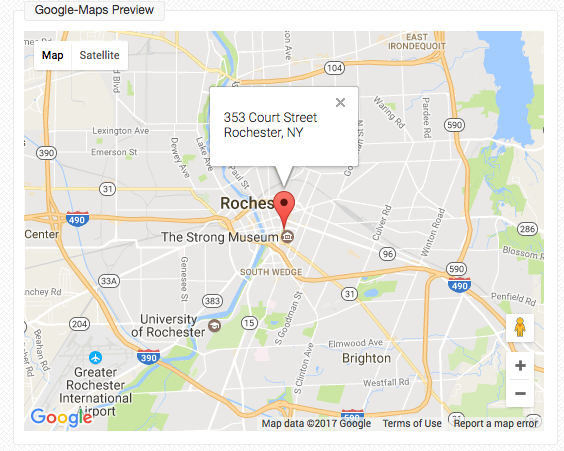 Google-Maps Preview
Map
Satellite
EAST
IRONDEQUOIT
104
353 Court Street
Rochester, NY
Waring Rd
Pardee Rd
590
Lexington Ave
Emerson St
Dewey Ave
Lake Ave
390
Paul St
31
Roches
490
Center
The Strong Museum
Culver Rd
Winton Road
286
Blossom R
96
SOUTH WEDGE
590
490
33A
Genesee St
nchey Rd
383
31
Penfield Rd
University
of Rochester
204
15
S Goodman St
Elmwood Ave
390
Brighton
Beahan Rd
Greater
Rochester
International
Airport
S Clinton Ave
Westfall Rd
590
Google
Map data ©2017 Google
Terms of Use
Report a map error